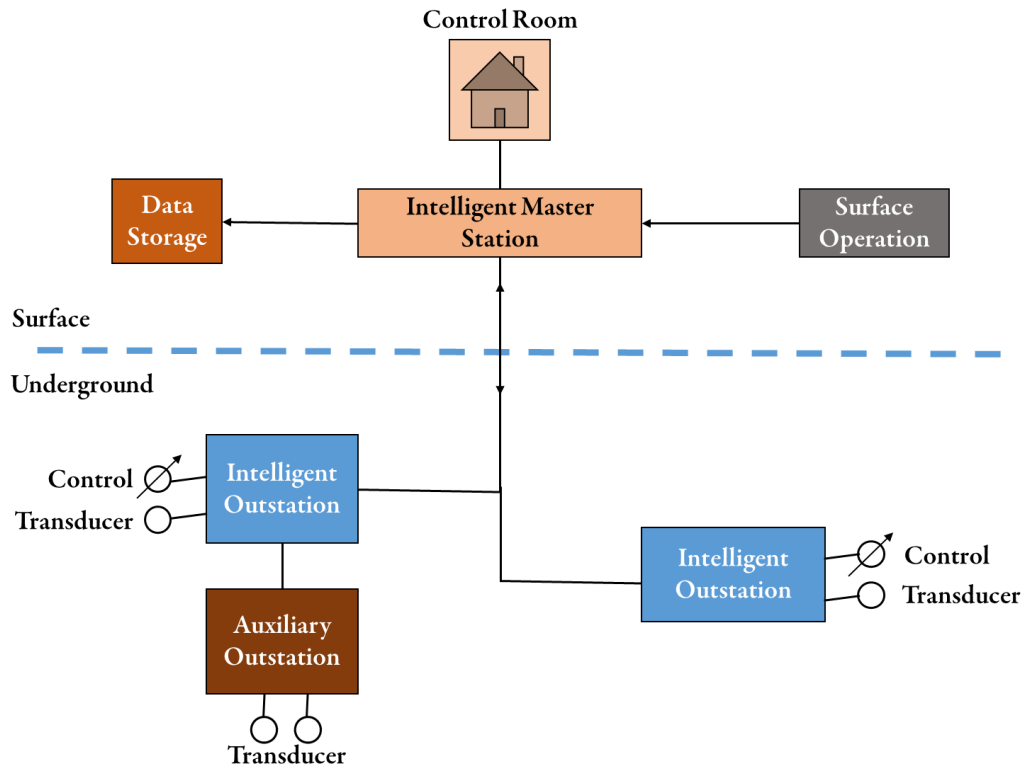 Control Room
Data
Storage
Intelligent Master
Station
Surface
Operation
Surface
Underground
Control
Transducer
Intelligent
Outstation
Intelligent
Outstation
Control
Transducer
Auxiliary
Outstation
Transducer